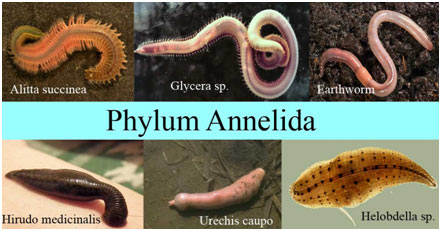 Alitta succinea
Glycera sp.
Earthworm
Phylum Annelida
Hirudo medicinalis
Urechis caupo
Helobdella sp.